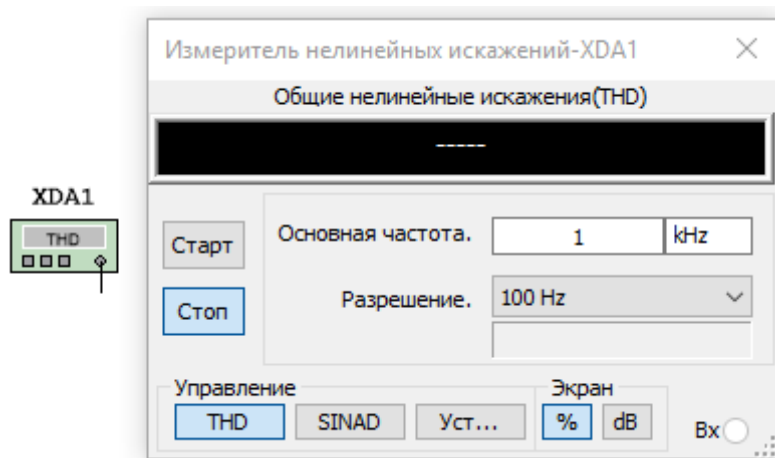 Измеритель нелинейных искажений-XDA1
Общие нелинейные искажения(THD)
-----
XDA1
THD
Старт
Основная частота.
1
kHz
Стоп
Разрешение.
100 Hz
Управление
Экран
THD
SINAD
Уст...
%
dB
Вх